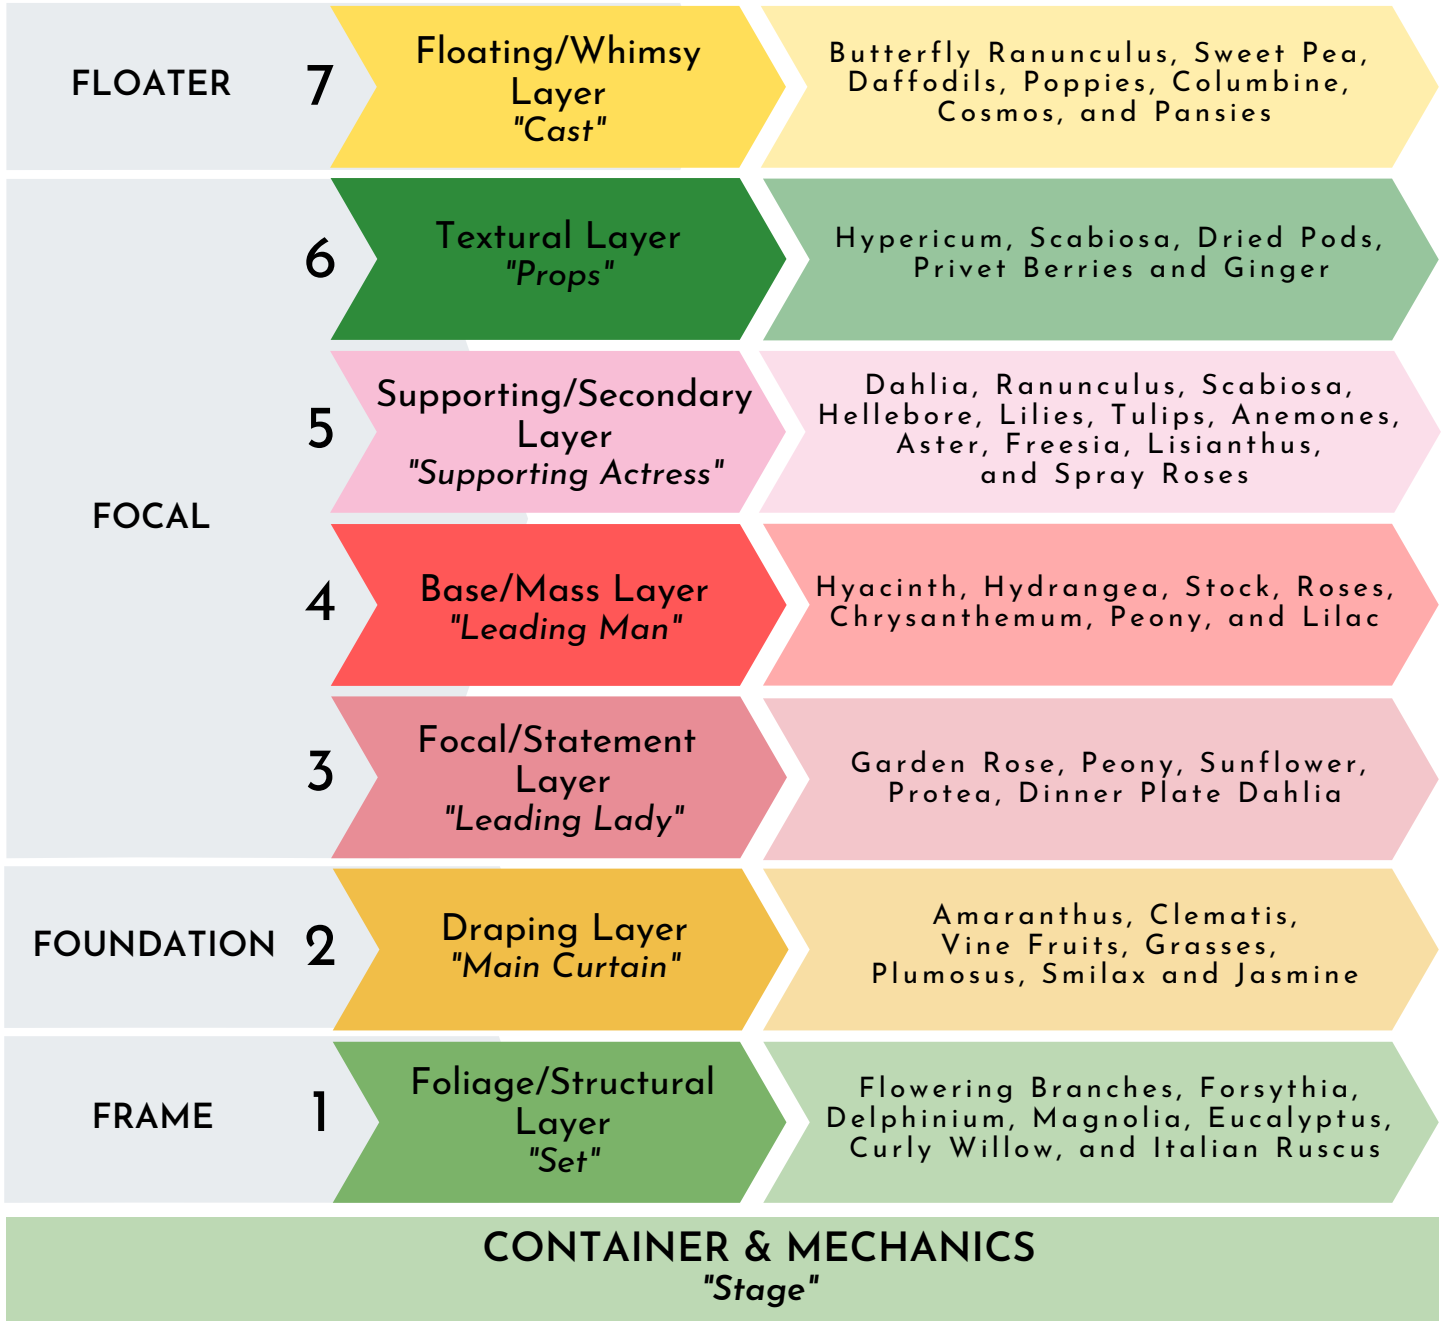 FLOATER
7
Floating/Whimsy
Layer
"Cast"
Butterfly Ranunculus, Sweet Pea,
Daffodils, Poppies, Columbine,
Cosmos, and Pansies
FOCAL
6
Textural Layer
"Props"
Hypericum, Scabiosa, Dried Pods,
Privet Berries and Ginger
5
Supporting/Secondary
Layer
"Supporting Actress"
Dahlia, Ranunculus, Scabiosa,
Hellebore, Lilies, Tulips, Anemones,
Aster, Freesia, Lisianthus,
and Spray Roses
4
Base/Mass Layer
"Leading Man"
Hyacinth, Hydrangea, Stock, Roses,
Chrysanthemum, Peony, and Lilac
3
Focal/Statement
Layer
"Leading Lady"
Garden Rose, Peony, Sunflower,
Protea, Dinner Plate Dahlia
FOUNDATION
2
Draping Layer
"Main Curtain"
Amaranthus, Clematis,
Vine Fruits, Grasses,
Plumosus, Smilax and Jasmine
FRAME
1
Foliage/Structural
Layer
"Set"
Flowering Branches, Forsythia,
Delphinium, Magnolia, Eucalyptus,
Curly Willow, and Italian Ruscus
CONTAINER & MECHANICS
"Stage"